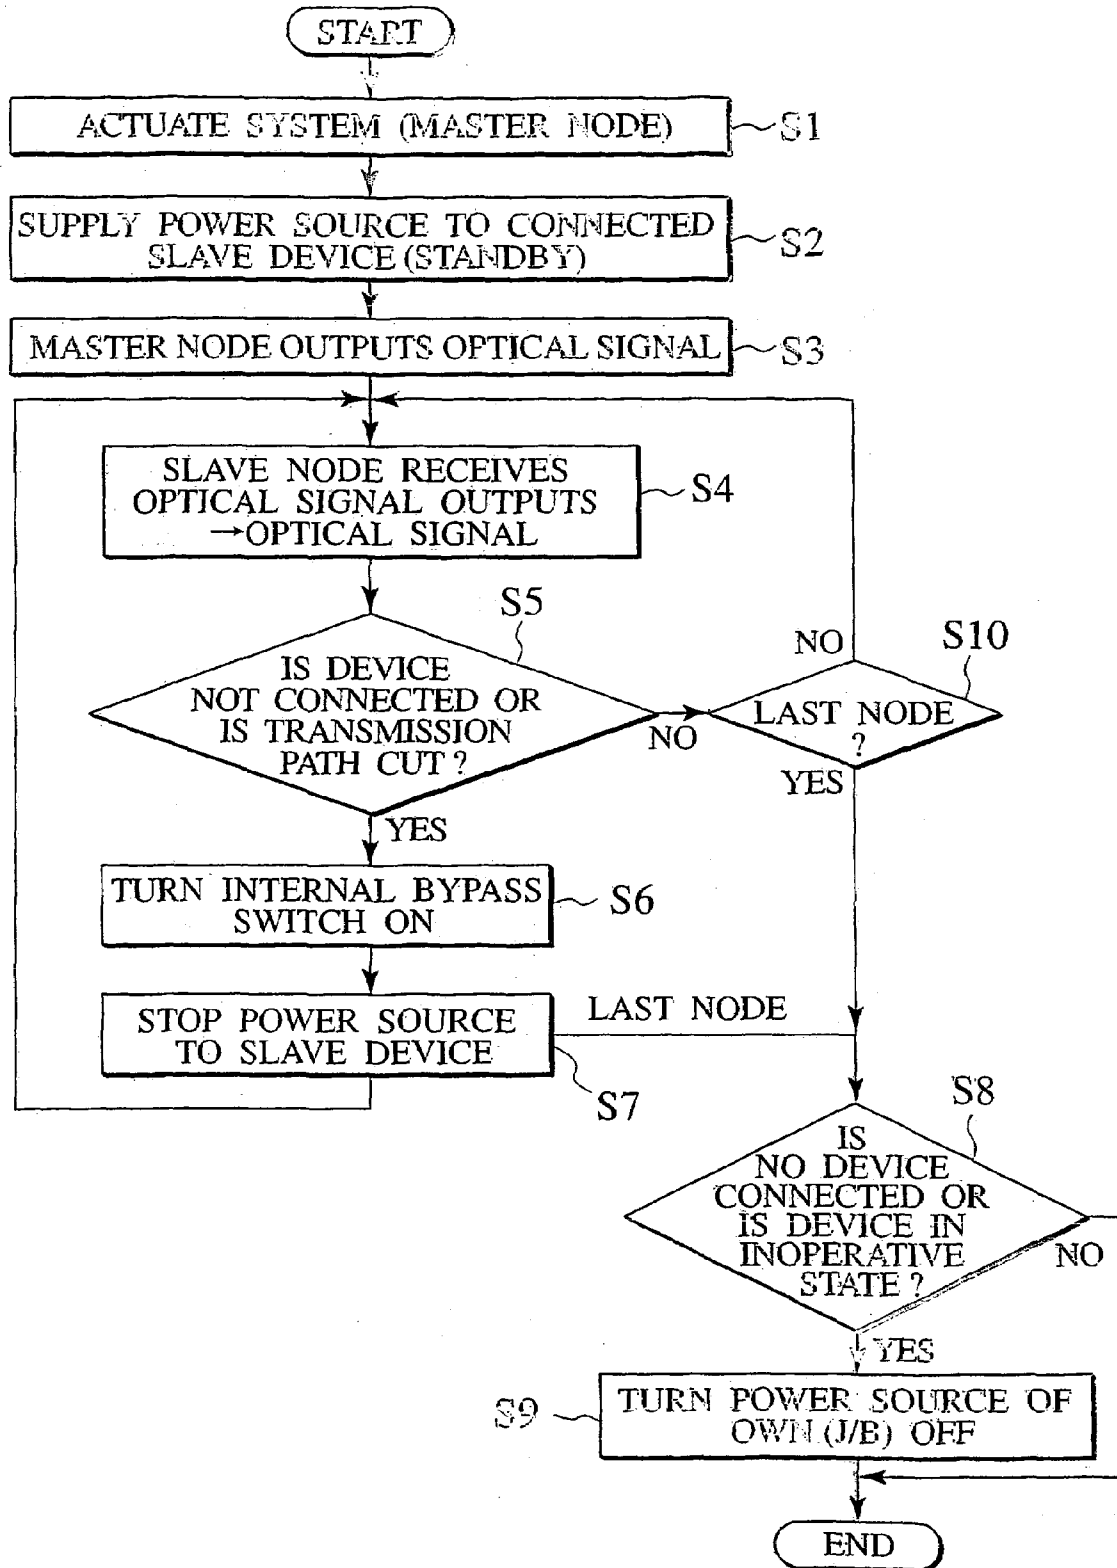 START
ACTUATE SYSTEM (MASTER NODE)
S1
SUPPLY POWER SOURCE TO CONNECTED
SLAVE DEVICE (STANDBY)
S2
MASTER NODE OUTPUTS OPTICAL SIGNAL
S3
SLAVE NODE RECEIVES
OPTICAL SIGNAL OUTPUTS
→OPTICAL SIGNAL
S4
S5
IS DEVICE
NOT CONNECTED OR
IS TRANSMISSION
PATH CUT ?
NO
YES
NO
S10
LAST NODE
?
YES
TURN INTERNAL BYPASS
SWITCH ON
S6
STOP POWER SOURCE
TO SLAVE DEVICE
LAST NODE
S7
S8
IS
NO DEVICE
CONNECTED OR
IS DEVICE IN
INOPERATIVE
STATE ?
NO
YES
S9
TURN POWER SOURCE OF
OWN (J/B) OFF
END